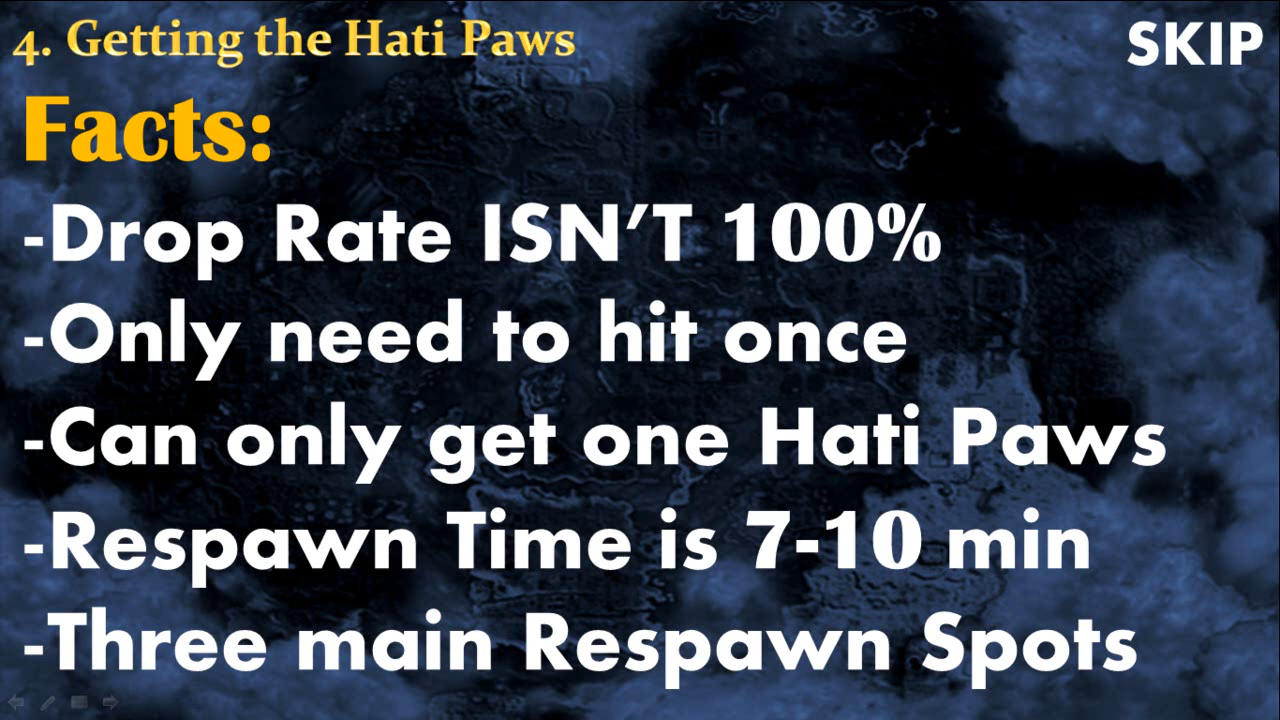 4. Getting the Hati Paws
SKIP
Facts:
-Drop Rate ISN’T 100%
-Only need to hit once
-Can only get one Hati Paws
-Respawn Time is 7-10 min
-Three main Respawn Spots